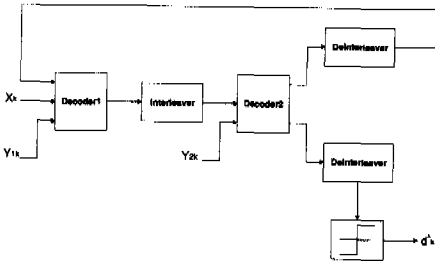 Deinterleaver
Xk
Decoder1
Interleaver
Decoder2
Y1k
Y2k
Deinterleaver
d^k